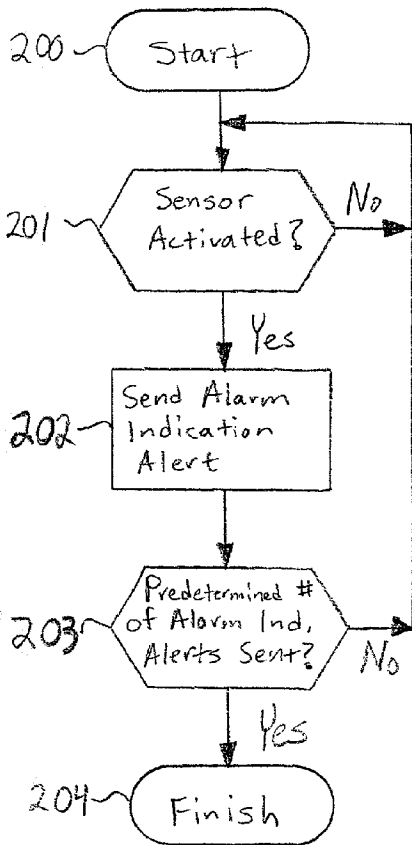 200
Start
201
Sensor
Activated?
No
Yes
202
Send Alarm
Indication
Alert
203
Predetermined #
of Alarm Ind.
Alerts Sent?
No
Yes
204
Finish